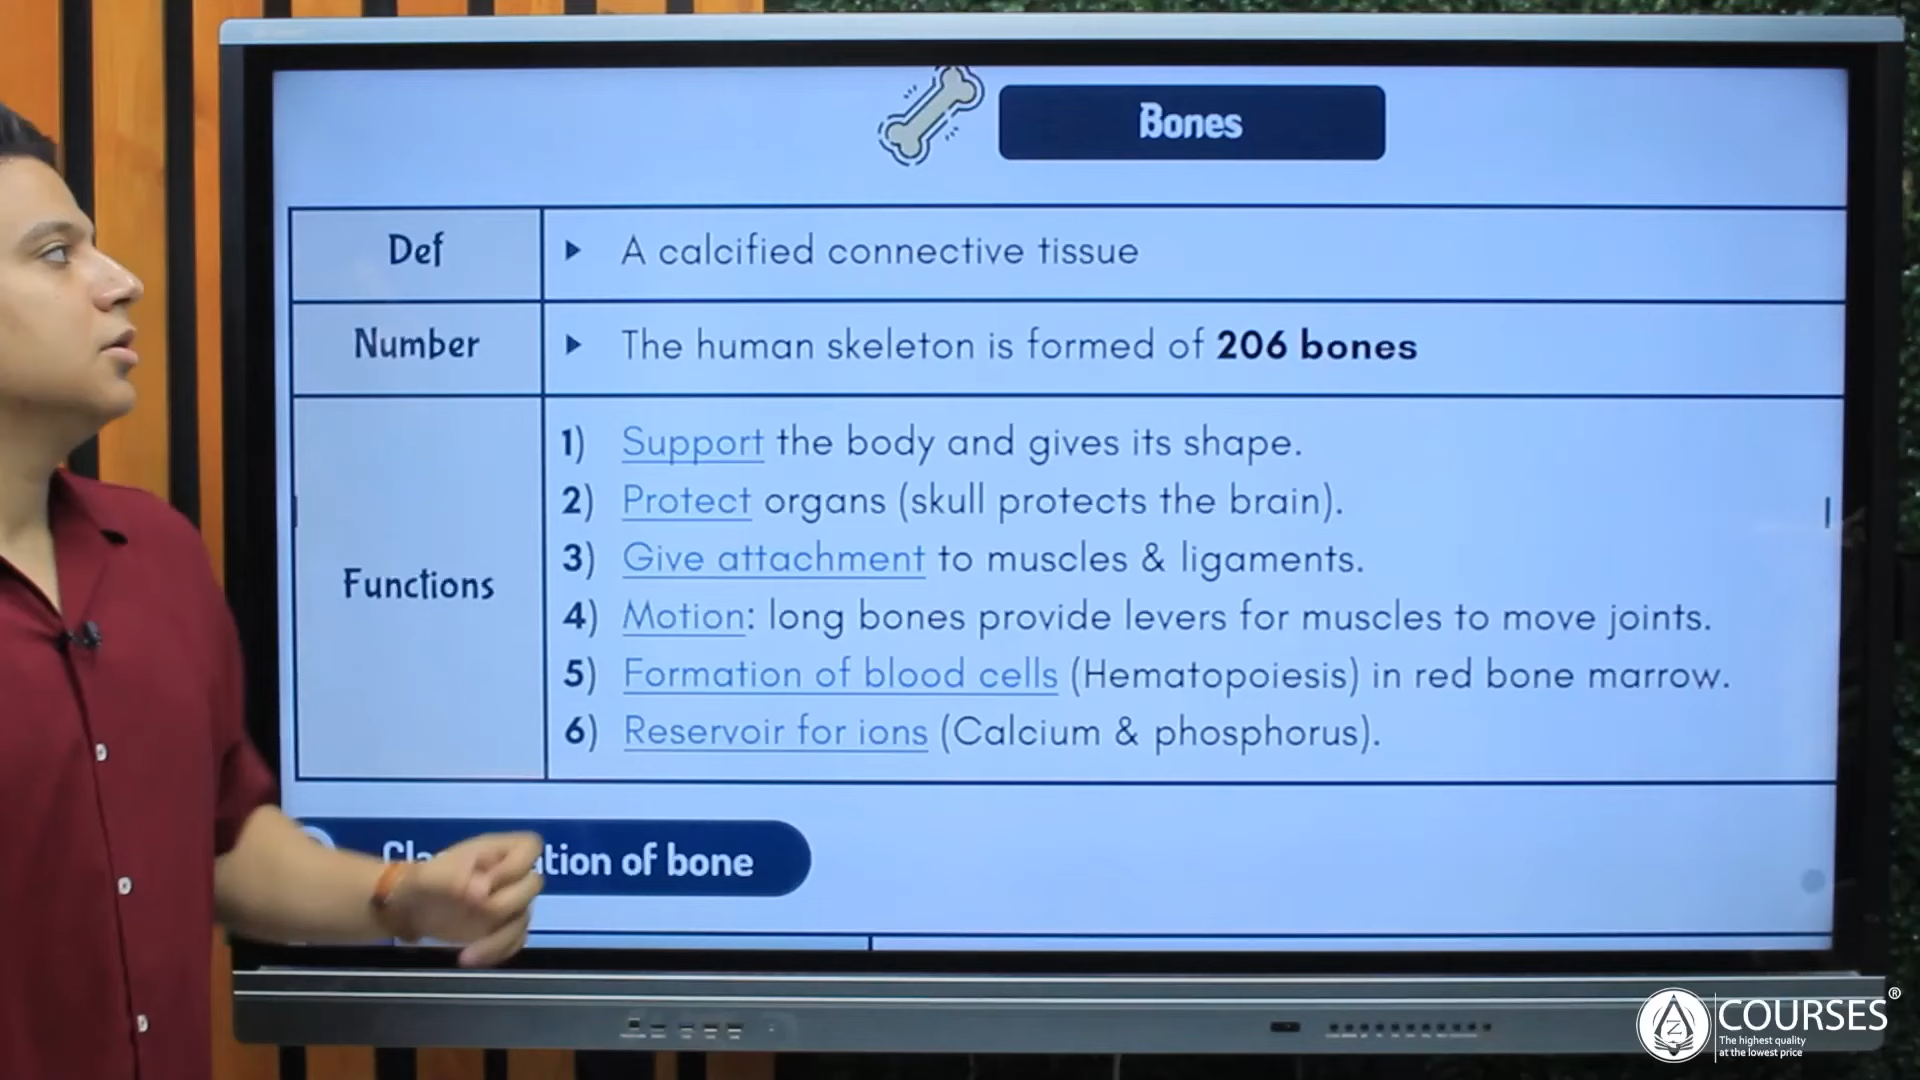 Bones
Def
A calcified connective tissue
Number
The human skeleton is formed of 206 bones
Functions
1) Support the body and gives its shape.
2) Protect organs (skull protects the brain).
3) Give attachment to muscles & ligaments.
4) Motion: long bones provide levers for muscles to move joints.
5) Formation of blood cells (Hematopoiesis) in red bone marrow.
6) Reservoir for ions (Calcium & phosphorus).
of bone
AZ COURSES®
The highest quality
at the lowest price